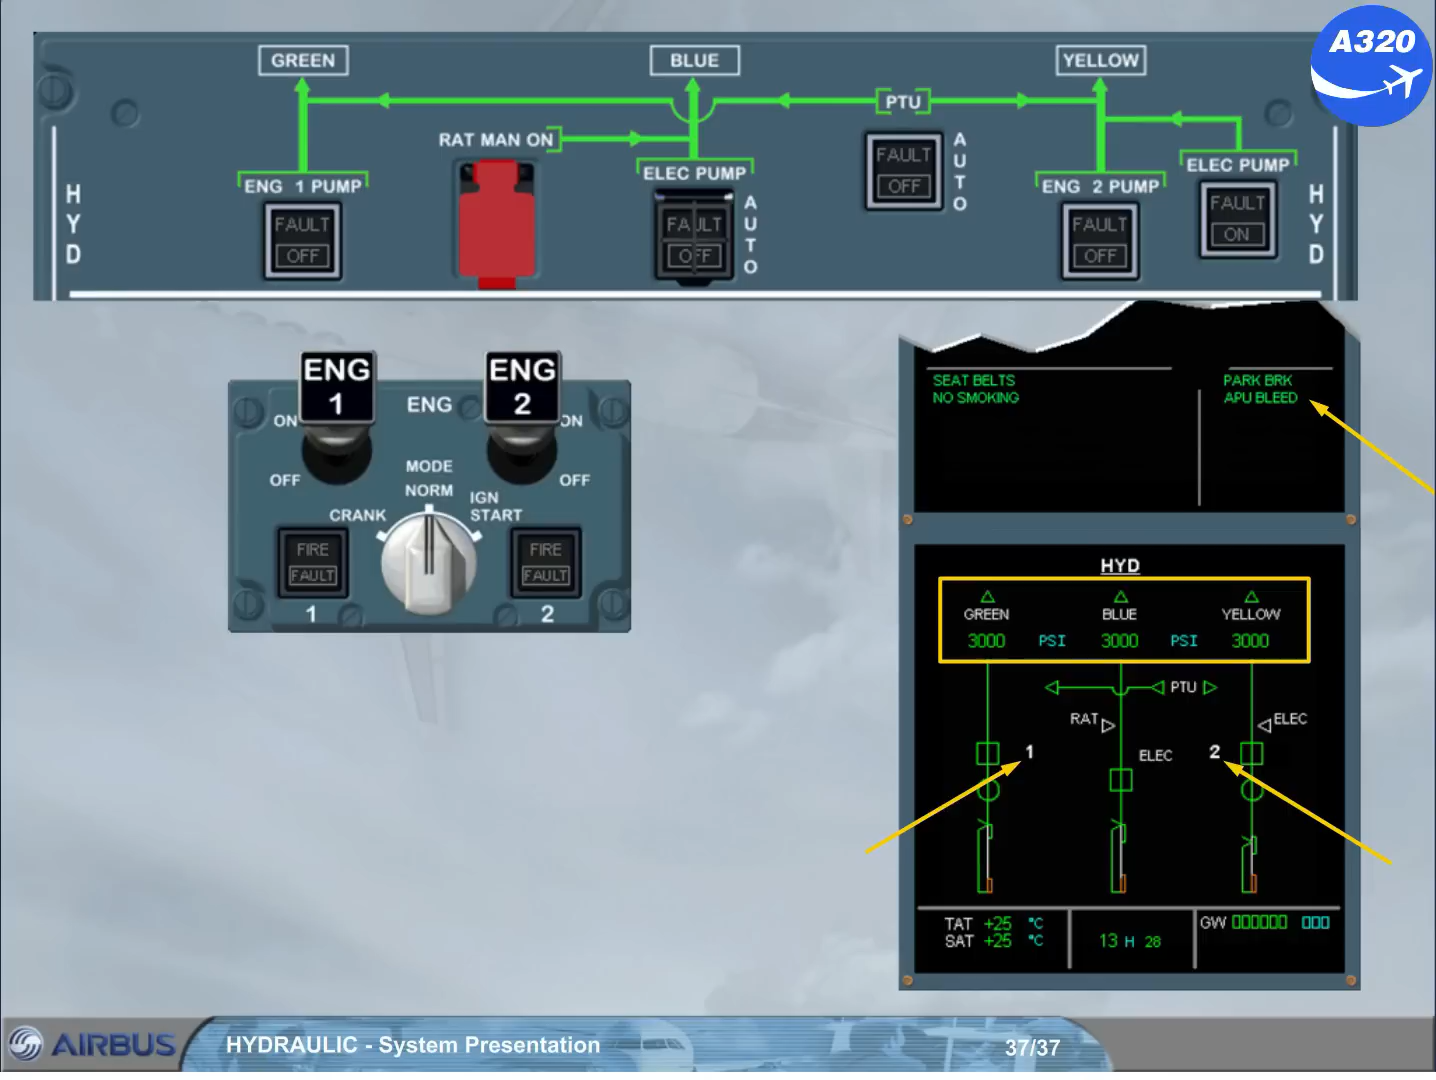 A320
GREEN
BLUE
YELLOW
PTU
RAT MAN ON
ELEC PUMP
ENG 1 PUMP
ENG 2 PUMP
ELEC PUMP
FAULT
OFF
FAULT
OFF
AUTO
FAULT
OFF
AUTO
FAULT
OFF
FAULT
ON
HYD
HYD
ENG
1
ENG
2
ENG
ON
ON
OFF
OFF
MODE
NORM
CRANK
IGN
START
FIRE
FAULT
FIRE
FAULT
1
2
SEAT BELTS
NO SMOKING
PARK BRK
APU BLEED
HYD
GREEN BLUE YELLOW
3000 PSI 3000 PSI 3000
PTU
RAT
ELEC
1
ELEC
2
TAT +25 °C
SAT +25 °C
13 H 28
GW
AIRBUS
HYDRAULIC - System Presentation
37/37